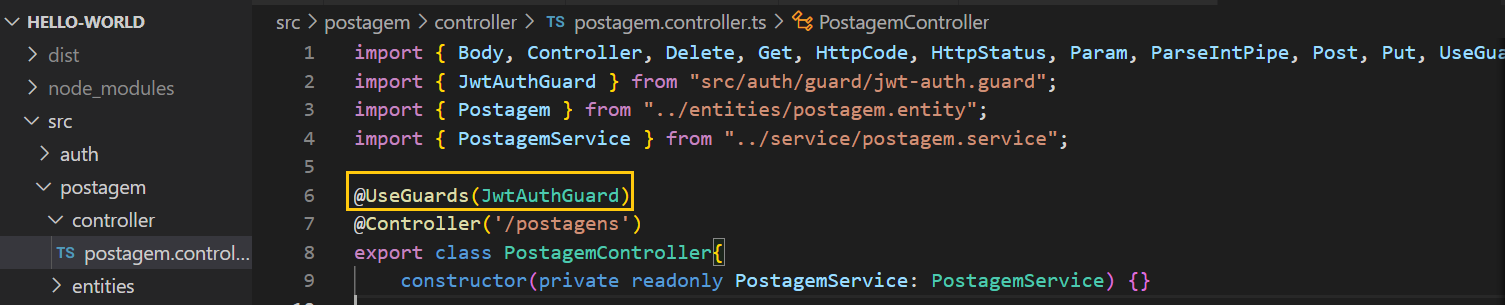 HELLO-WORLD
dist
node_modules
src
auth
postagem
controller
TS postagem.control...
entities
src > postagem > controller > TS postagem.controller.ts > PostagemController
1 import { Body, Controller, Delete, Get, HttpCode, HttpStatus, Param, ParseIntPipe, Post, Put, UseGua
2 import { JwtAuthGuard } from "src/auth/guard/jwt-auth.guard";
3 import { Postagem } from "../entities/postagem.entity";
4 import { PostagemService } from "../service/postagem.service";
5
6 @UseGuards(JwtAuthGuard)
7 @Controller('/postagens')
8 export class PostagemController{
9 constructor(private readonly PostagemService: PostagemService) {}